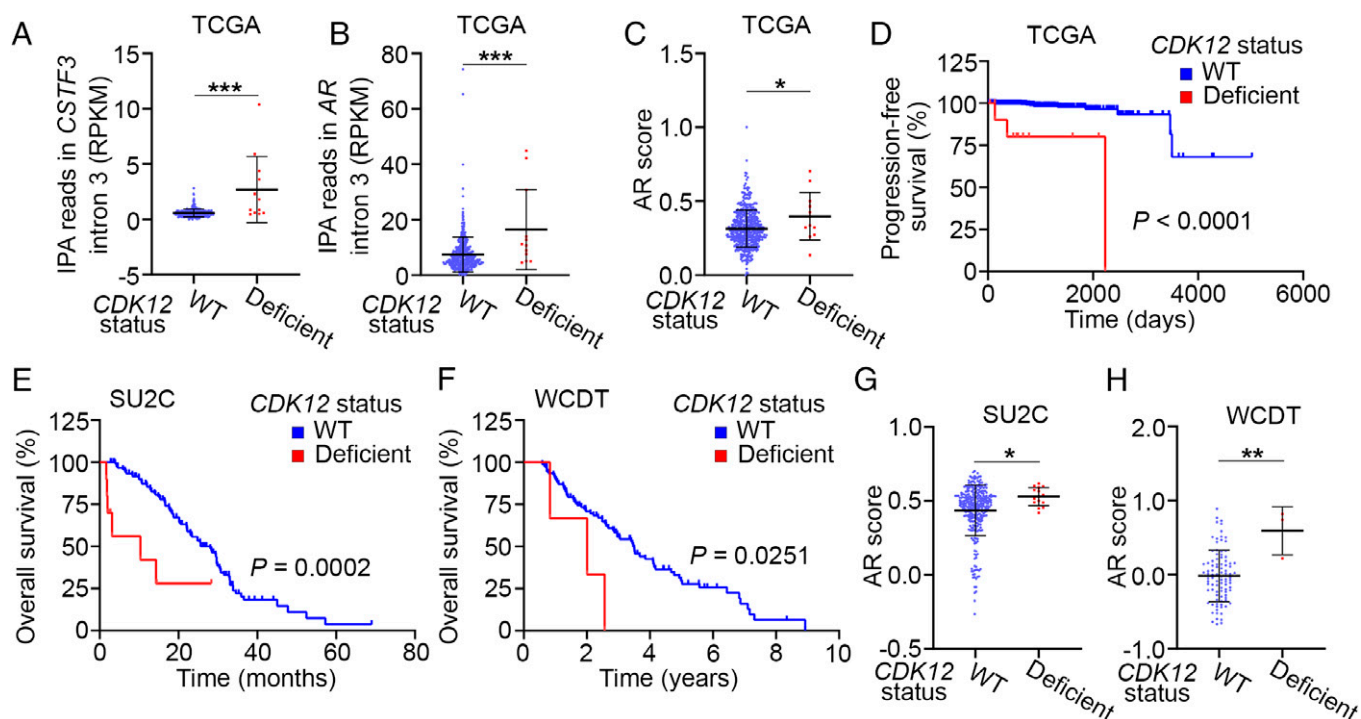 A
TCGA
IPA reads in CSTF3
intron 3 (RPKM)
15
10
5
0
-5
***
CDK12
status
WT
Deficient
B
TCGA
IPA reads in AR
intron 3 (RPKM)
80
60
40
20
0
***
CDK12
status
WT
Deficient
C
TCGA
AR score
1.5
1.0
0.5
0.0
*
CDK12
status
WT
Deficient
D
TCGA
CDK12 status
WT
Deficient
Progression-free
survival (%)
125
100
75
50
125
0
P < 0.0001
0
2000
4000
6000
Time (days)
E
SU2C
CDK12 status
WT
Deficient
Overall survival (%)
125
100
75
50
25
0
P = 0.0002
0
20
40
60
80
Time (months)
F
WCDT
CDK12 status
WT
Deficient
Overall survival (%)
125
100
75
50
25
0
P = 0.0251
0
2
4
6
8
10
Time (years)
G
SU2C
AR score
1.0
0.5
0.0
-0.5
*
CDK12
status
WT
Deficient
H
WCDT
AR score
2.0
1.0
0.0
-1.0
**
CDK12
status
WT
Deficient